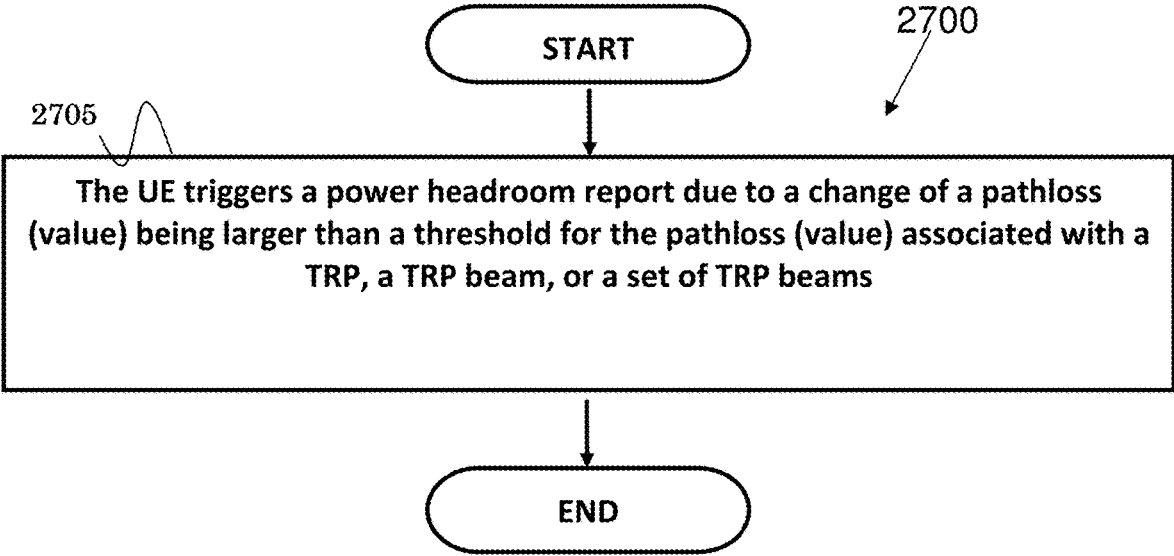 START
2700
2705
The UE triggers a power headroom report due to a change of a pathloss
(value) being larger than a threshold for the pathloss (value) associated with a
TRP, a TRP beam, or a set of TRP beams
END